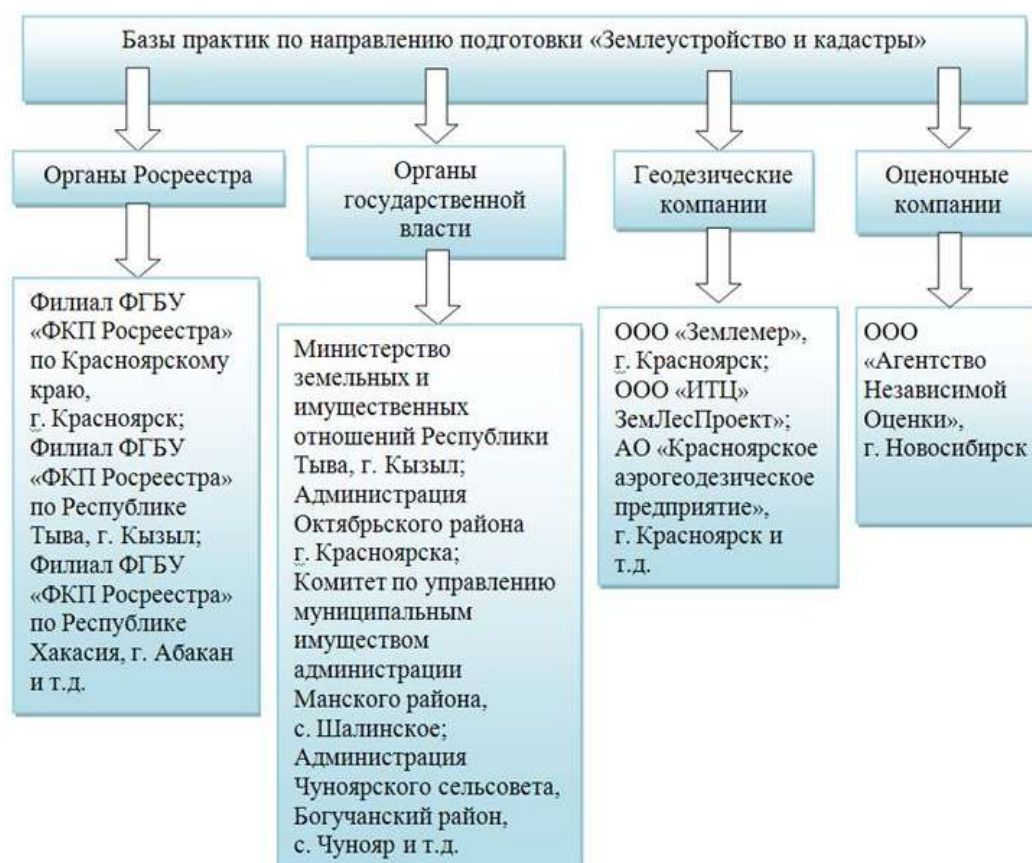 Базы практик по направлению подготовки «Землеустройство и кадастры»
Органы Росреестра
Органы
государственной
власти
Геодезические
компании
Оценочные
компании
Филиал ФГБУ
«ФКП Росреестра»
по Красноярскому
краю,
г. Красноярск;
Филиал ФГБУ
«ФКП Росреестра»
по Республике
Тыва, г. Кызыл;
Филиал ФГБУ
«ФКП Росреестра»
по Республике
Хакасия, г. Абакан
и т.д.
Министерство
земельных и
имущественных
отношений Республики
Тыва, г. Кызыл;
Администрация
Октябрьского района
г. Красноярска;
Комитет по управлению
муниципальным
имуществом
администрации
Манского района,
с. Шалинское;
Администрация
Чуноярского сельсовета,
Богучанский район,
с. Чунояр и т.д.
ООО «Землемер»,
г. Красноярск;
ООО «ИТЦ»
ЗемЛесПроект»;
АО «Красноярское
аэрогеодезическое
предприятие»,
г. Красноярск и
т.д.
ООО
«Агентство
Независимой
Оценки»,
г. Новосибирск